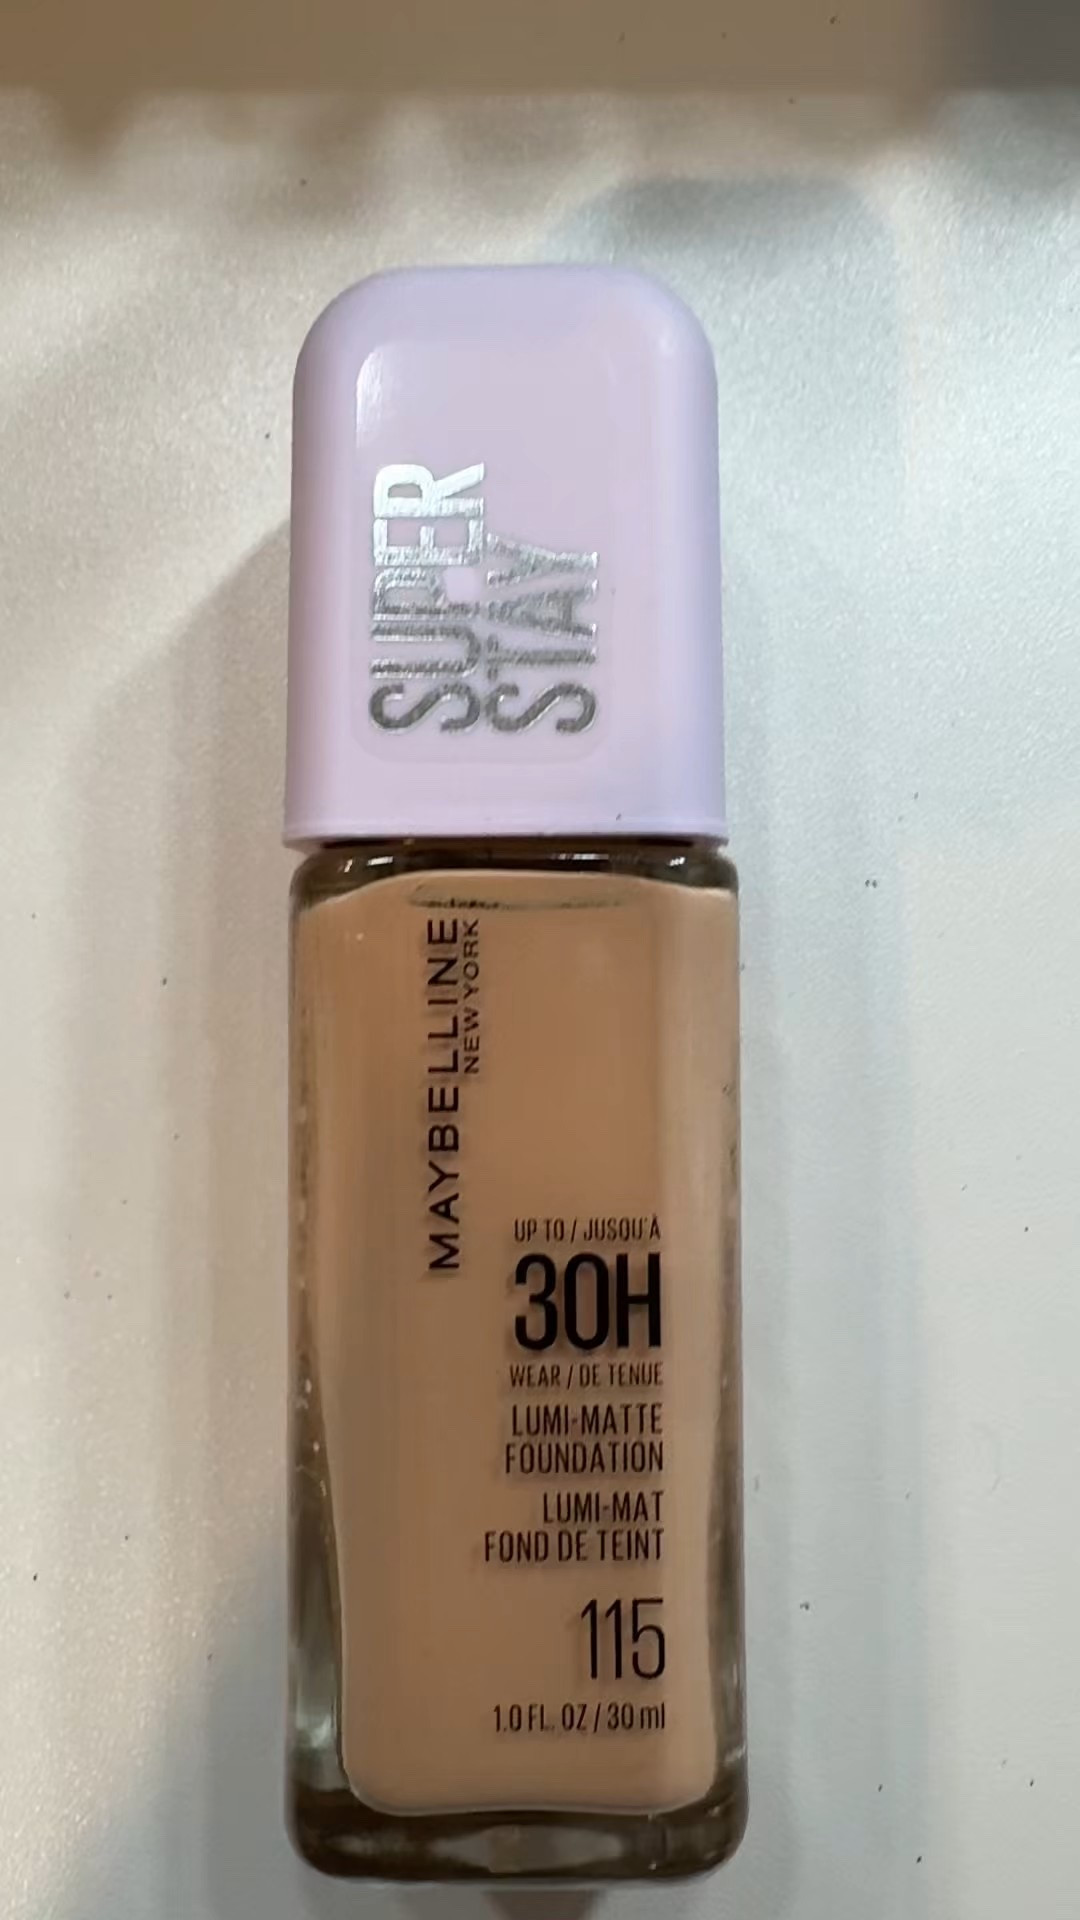 SUPER
STAY
MAYBELLINE
NEW YORK
UP TO / JUSQU'À
30H
WEAR / DE TENUE
LUMI-MATTE
FOUNDATION
LUMI-MAT
FOND DE TEINT
115
1.0 FL. OZ / 30 ml